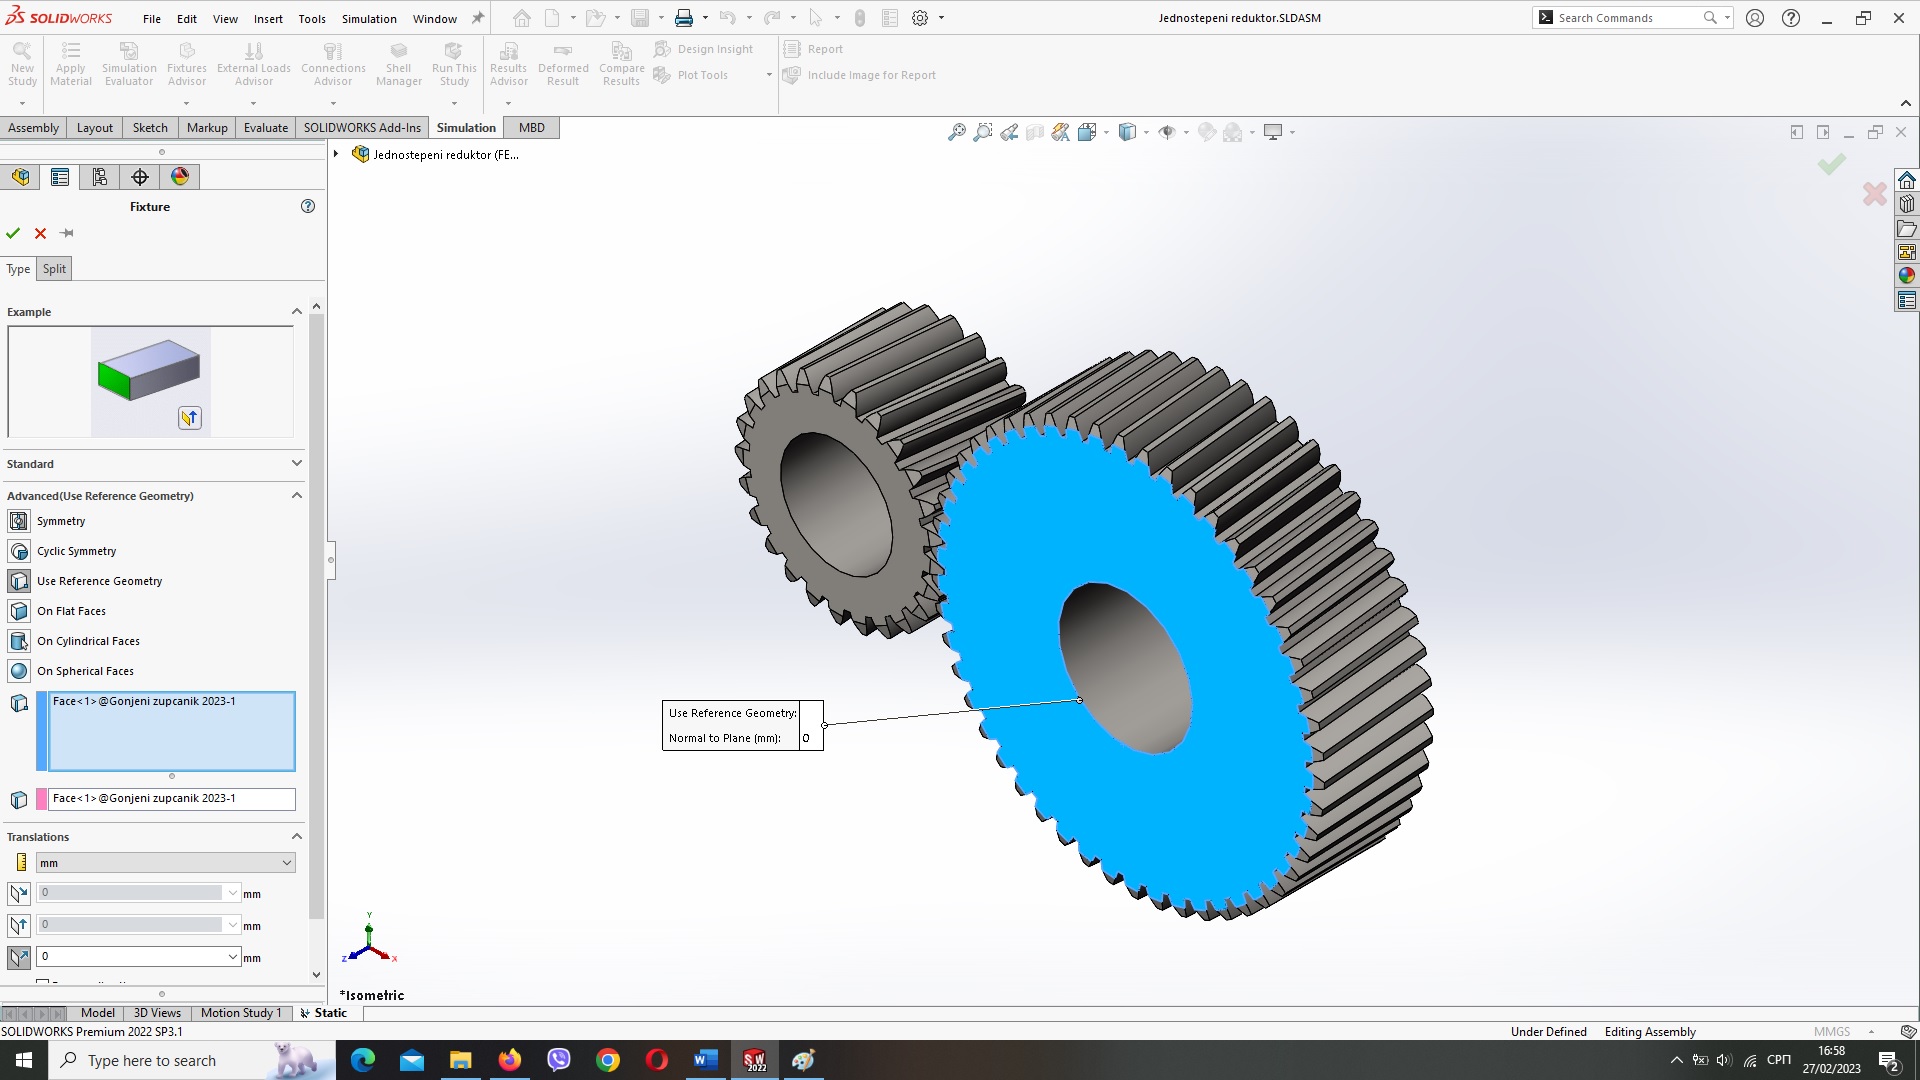 SOLIDWORKS
File
Edit
View
Insert
Tools
Simulation
Window
Jednostepeni reduktor.SLDASM
Search Commands
New Study
Apply Material
Simulation Evaluator
Fixtures Advisor
External Loads Advisor
Connections Advisor
Shell Manager
Run This Study
Results Advisor
Deformed Result
Compare Results
Design Insight
Plot Tools
Report
Include Image for Report
Assembly
Layout
Sketch
Markup
Evaluate
SOLIDWORKS Add-Ins
Simulation
MBD
Jednostepeni reduktor (FE...
Fixture
Type
Split
Example
Standard
Advanced(Use Reference Geometry)
Symmetry
Cyclic Symmetry
Use Reference Geometry
On Flat Faces
On Cylindrical Faces
On Spherical Faces
Face<1>@Gonjeni zupcanik 2023-1
Face<1>@Gonjeni zupcanik 2023-1
Translations
mm
0 mm
0 mm
0 mm
Use Reference Geometry:
Normal to Plane (mm): 0
Y
Z
X
*Isometric
Model
3D Views
Motion Study 1
Static
SOLIDWORKS Premium 2022 SP3.1
Under Defined
Editing Assembly
MMGS
Type here to search
SW
2022
СРП
16:58
27/02/2023
2